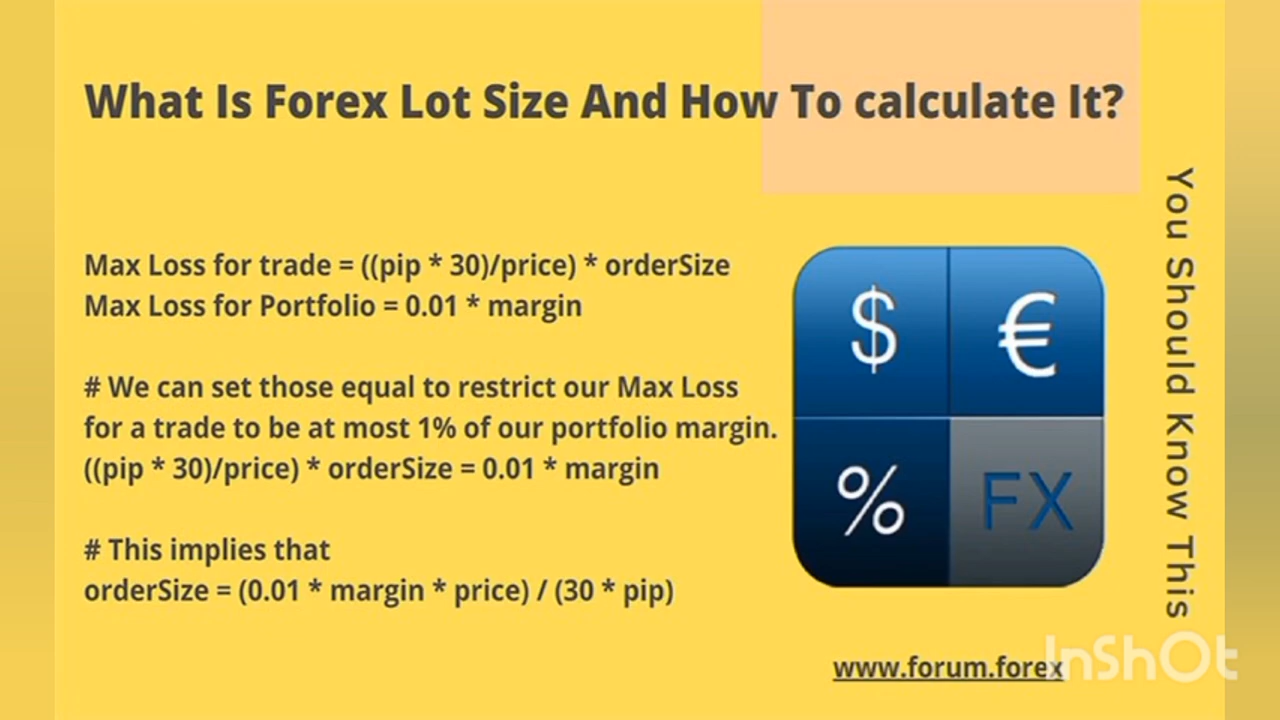 What Is Forex Lot Size And How To calculate It?
Max Loss for trade = ((pip * 30)/price) * orderSize
Max Loss for Portfolio = 0.01 * margin
# We can set those equal to restrict our Max Loss
for a trade to be at most 1% of our portfolio margin.
((pip * 30)/price) * orderSize = 0.01 * margin
# This implies that
orderSize = (0.01 * margin * price) / (30 * pip)
$ €
% FX
You Should Know This
www.forum.forex
InShOt